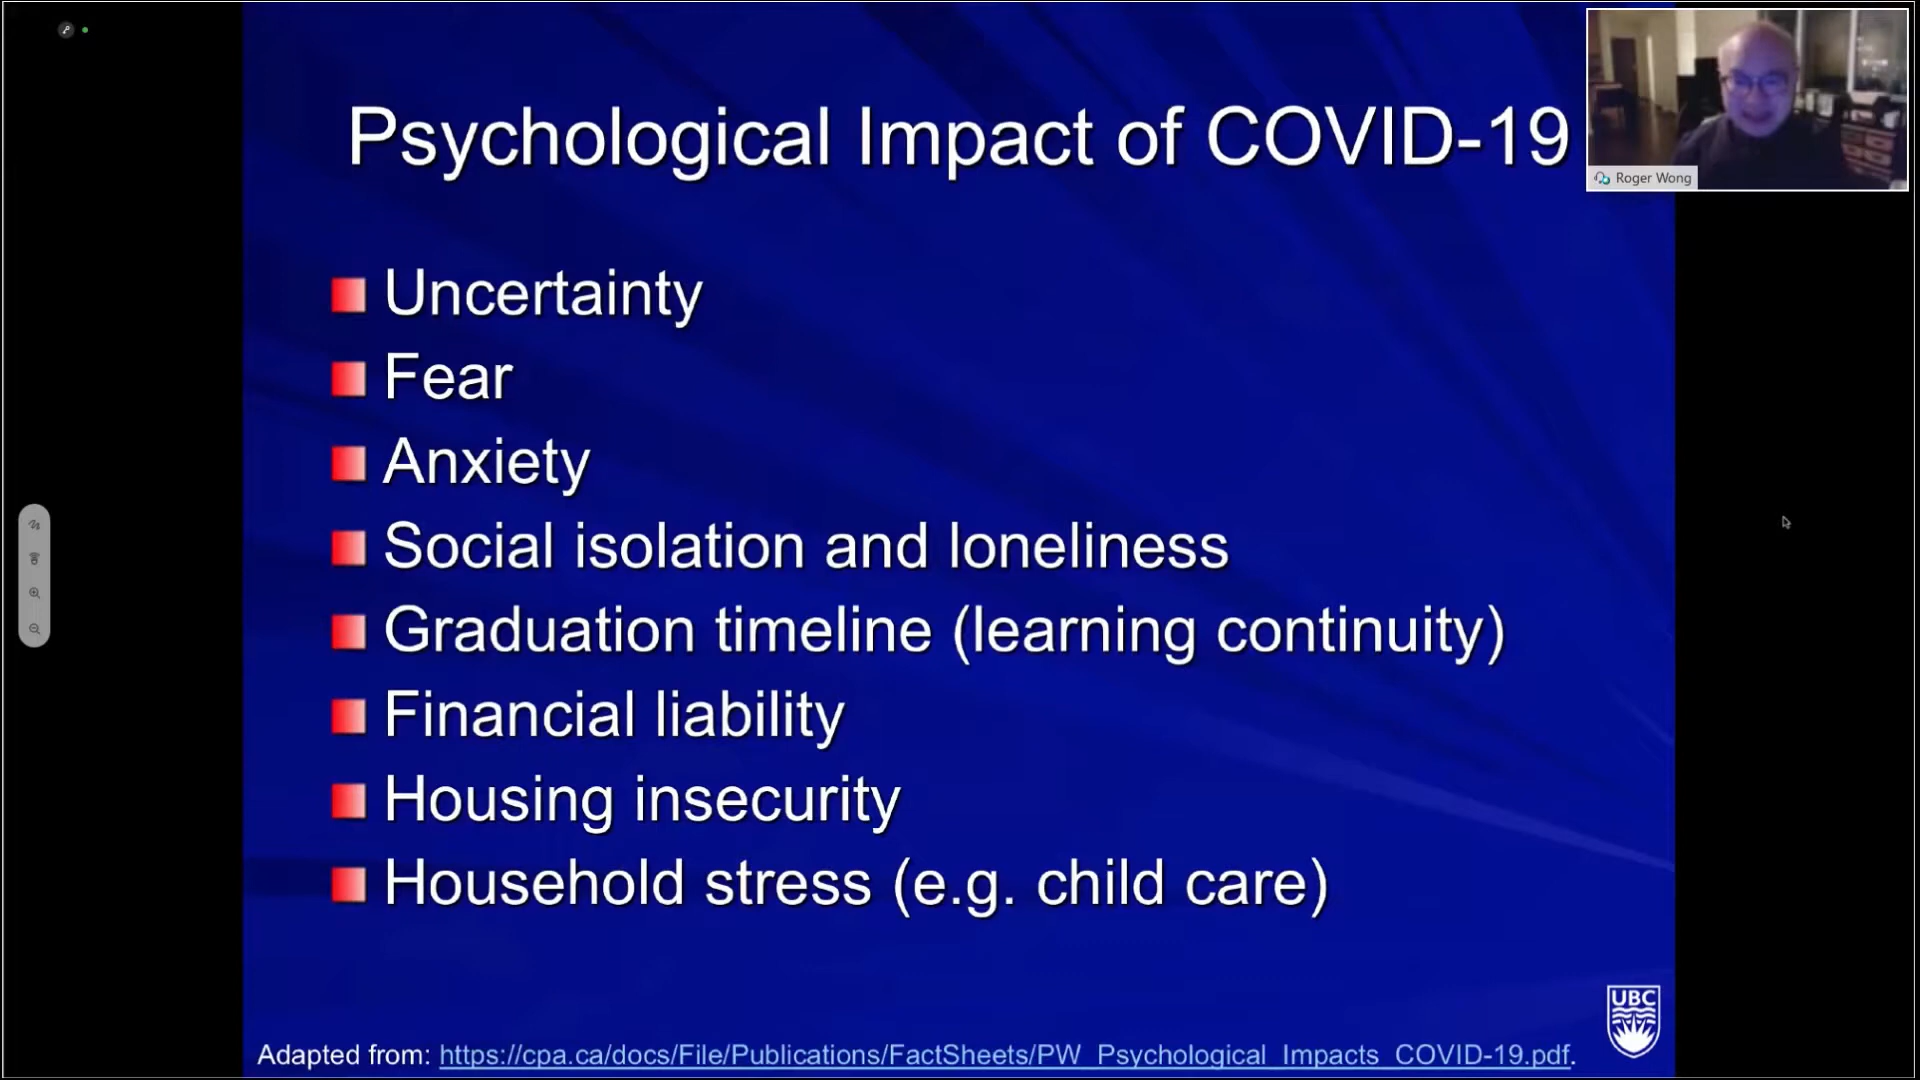 Psychological Impact of COVID-19
Roger Wong
Uncertainty
Fear
Anxiety
Social isolation and loneliness
Graduation timeline (learning continuity)
Financial liability
Housing insecurity
Household stress (e.g. child care)
UBC
Adapted from: https://cpa.ca/docs/File/Publications/FactSheets/PW_Psychological_Impacts_COVID-19.pdf.